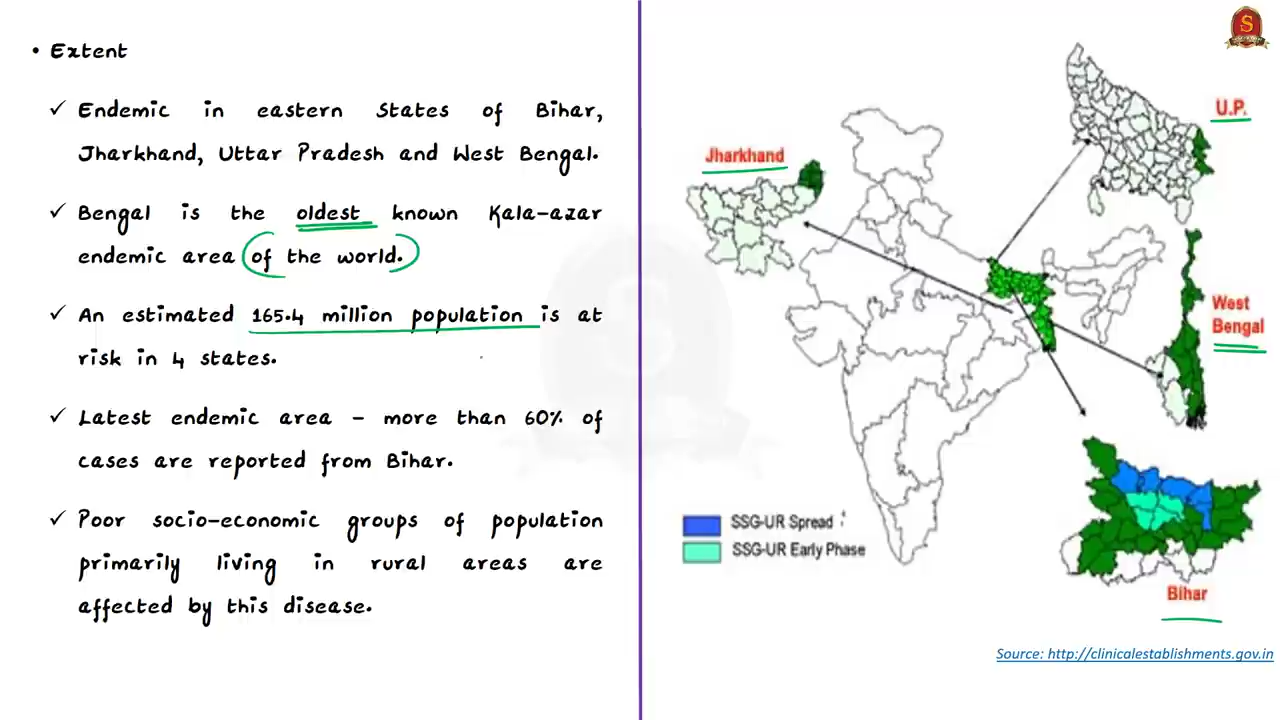 • Extent
✓ Endemic in eastern States of Bihar,
Jharkhand, Uttar Pradesh and West Bengal.
✓ Bengal is the oldest known Kala-azar
endemic area of the world.
✓ An estimated 165.4 million population is at
risk in 4 states.
✓ Latest endemic area – more than 60% of
cases are reported from Bihar.
✓ Poor socio-economic groups of population
primarily living in rural areas are
affected by this disease.
S
U.P.
Jharkhand
West
Bengal
SSG-UR Spread
SSG-UR Early Phase
Bihar
Source: http://clinicalestablishments.gov.in